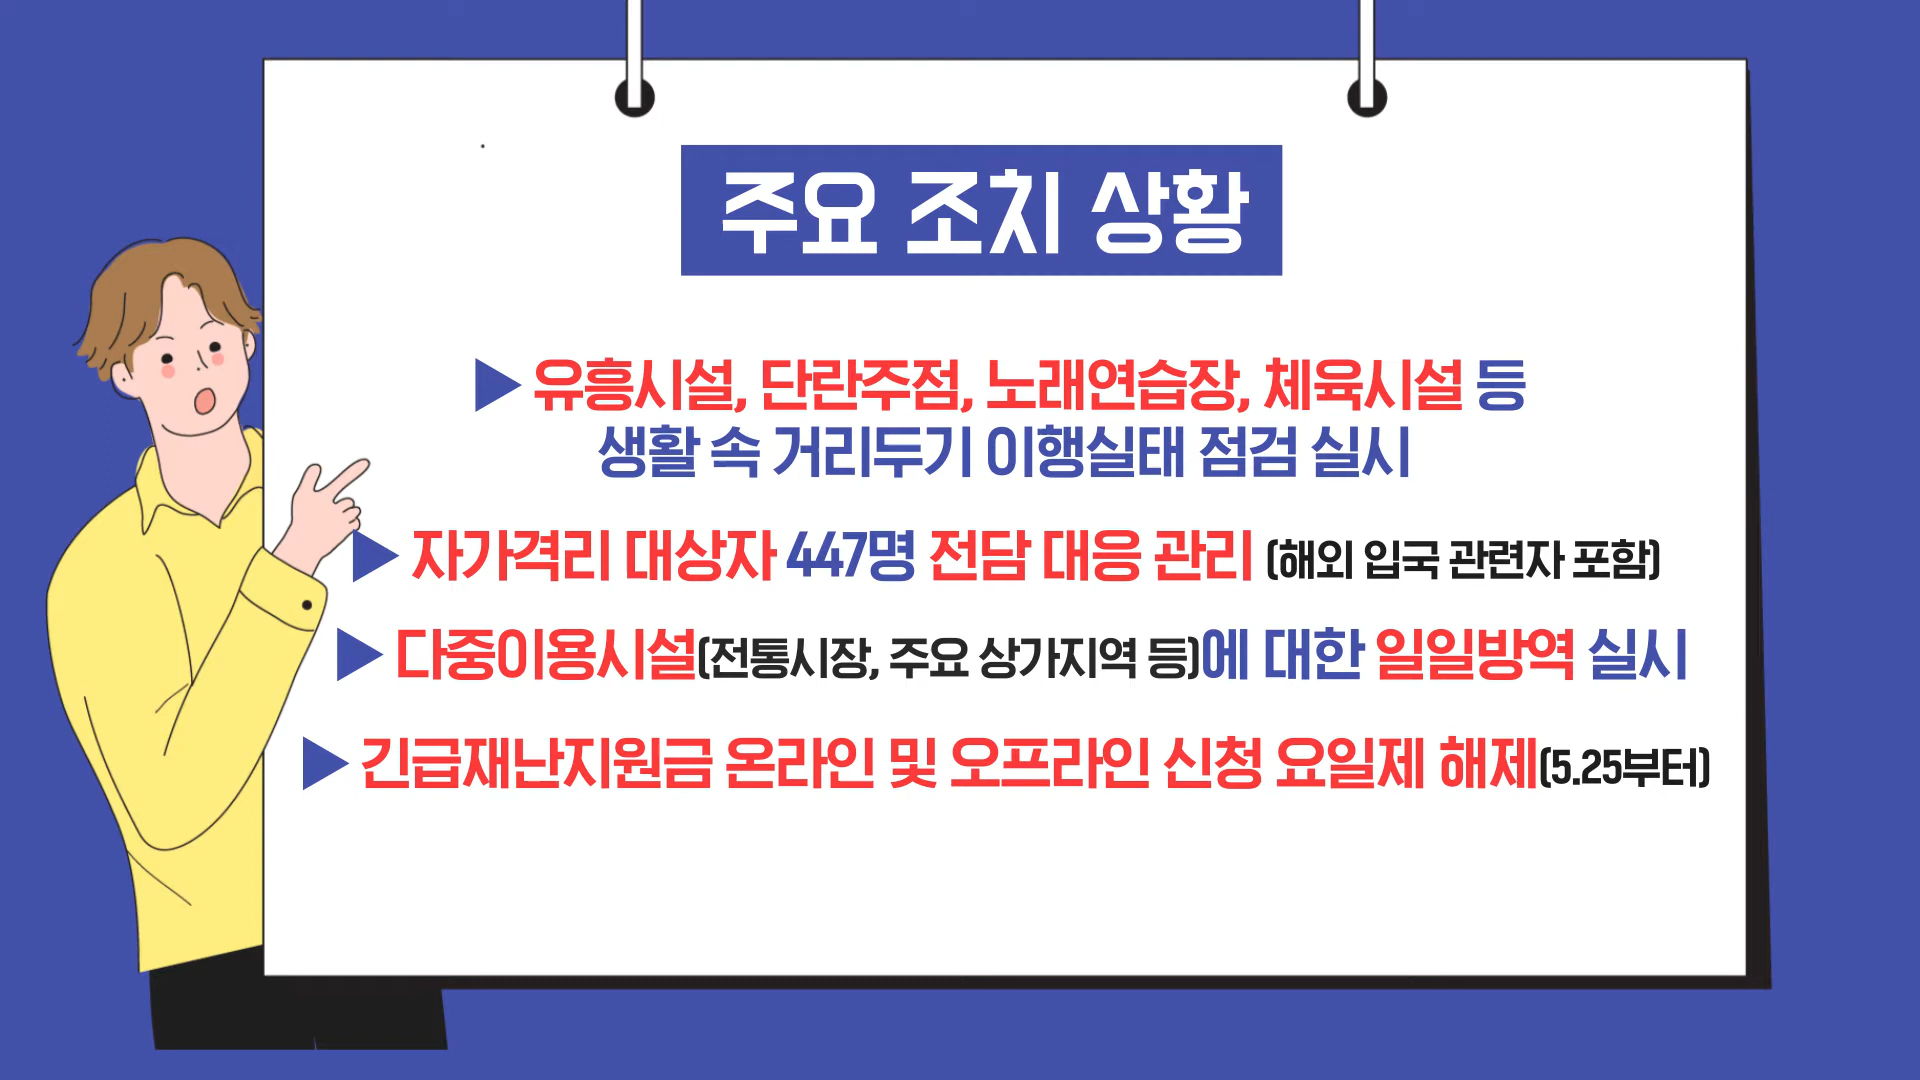 주요 조치 상황
▶ 유흥시설, 단란주점, 노래연습장, 체육시설 등
생활 속 거리두기 이행실태 점검 실시
▶ 자가격리 대상자 447명 전담 대응 관리 (해외 입국 관련자 포함)
▶ 다중이용시설(전통시장, 주요 상가지역 등)에 대한 일일방역 실시
▶ 긴급재난지원금 온라인 및 오프라인 신청 요일제 해제(5.25부터)